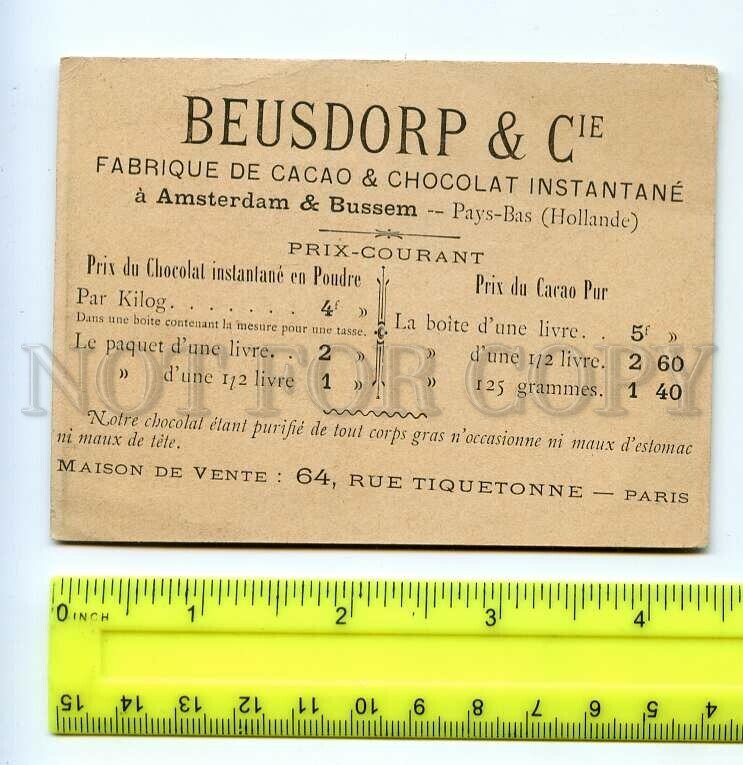 BEUSDORP & CIE
FABRIQUE DE CACAO & CHOCOLAT INSTANTANÉ
à Amsterdam & Bussem -- Pays-Bas (Hollande)
PRIX-COURANT
Prix du Chocolat instantané en Poudre
Par Kilog. . . . . . . 4f »
Dans une boite contenant la mesure pour une tasse.
Le paquet d'une livre. . 2 »
» d'une 1/2 livre 1 »
Prix du Cacao Pur
La boîte d'une livre. . 5f »
» d'une 1/2 livre. 2 60
» 125 grammes. 1 40
Notre chocolat étant purifié de tout corps gras n'occasionne ni maux d'estomac
ni maux de tête.
MAISON DE VENTE : 64, RUE TIQUETONNE — PARIS
NOT FOR COPY
0 INCH 1 2 3 4
15 14 13 12 11 10 9 8 7 6 5 4